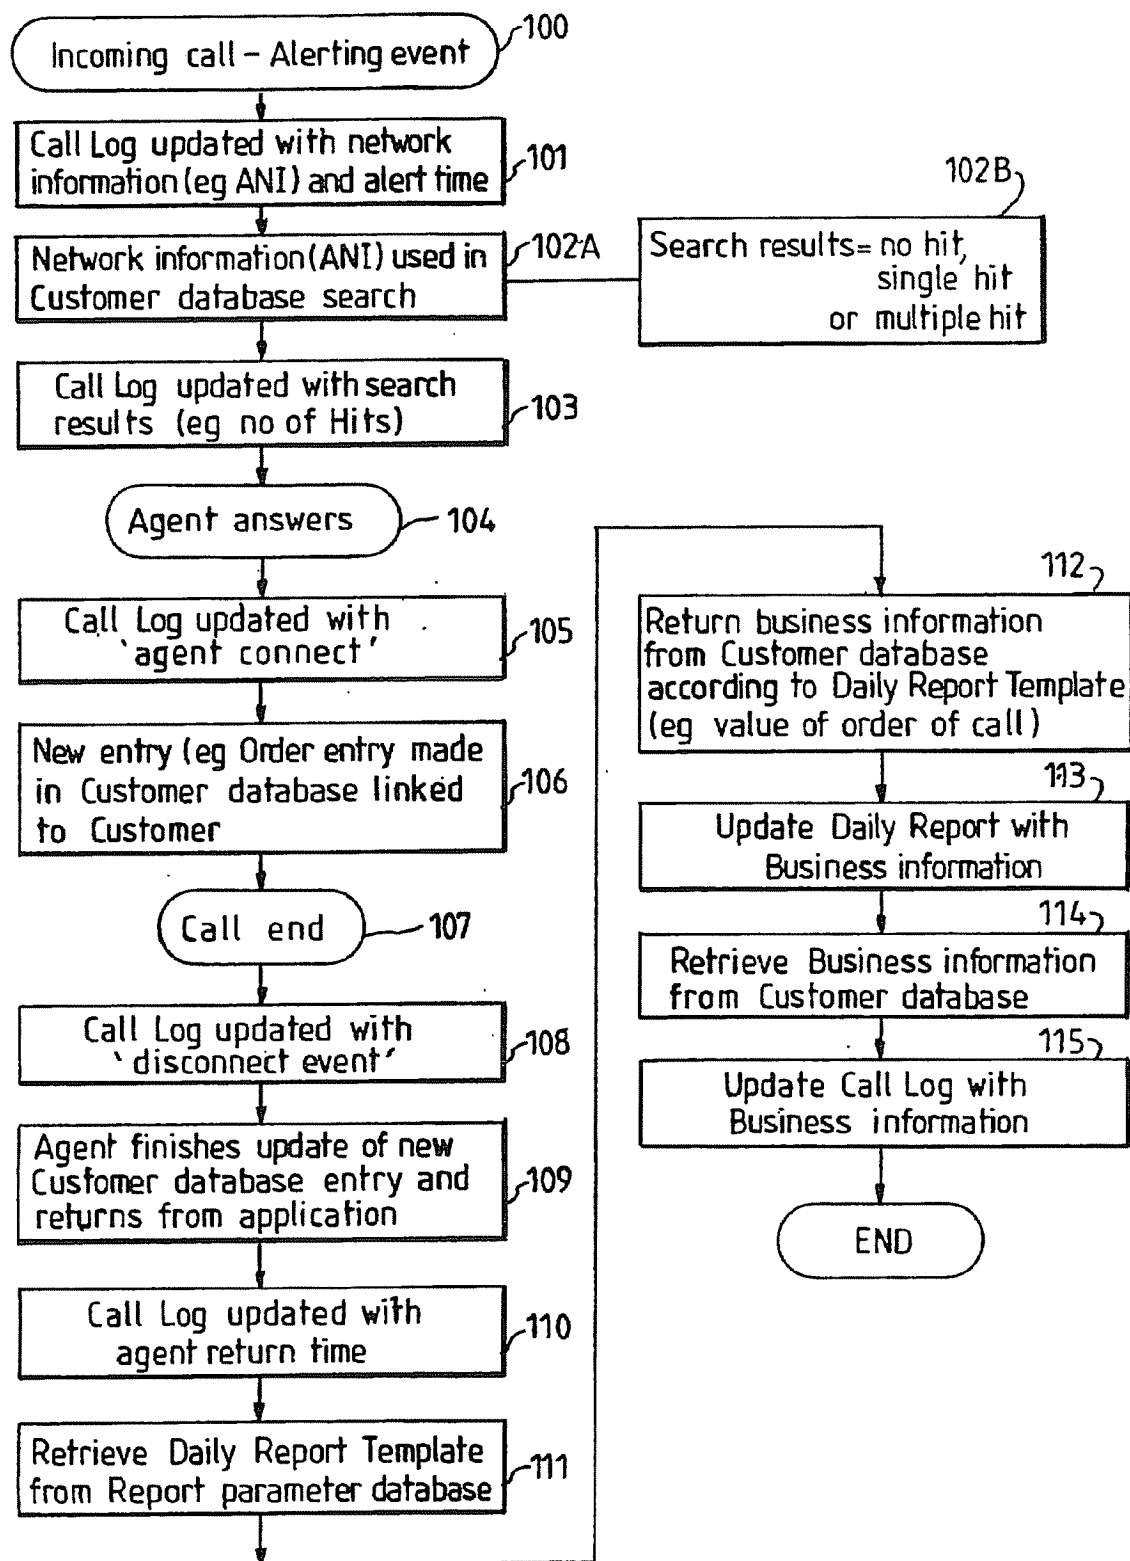 100
Incoming call - Alerting event
Call Log updated with network
information (eg ANI) and alert time
101
102B
Network information (ANI) used in
Customer database search
102A
Search results = no hit,
single hit
or multiple hit
Call Log updated with search
results (eg no of Hits)
103
Agent answers
104
Call Log updated with
'agent connect'
105
New entry (eg Order entry made
in Customer database linked
to Customer
106
Call end
107
Call Log updated with
'disconnect event'
108
Agent finishes update of new
Customer database entry and
returns from application
109
Call Log updated with
agent return time
110
Retrieve Daily Report Template
from Report parameter database
111
112
Return business information
from Customer database
according to Daily Report Template
(eg value of order of call)
113
Update Daily Report with
Business information
114
Retrieve Business information
from Customer database
115
Update Call Log with
Business information
END